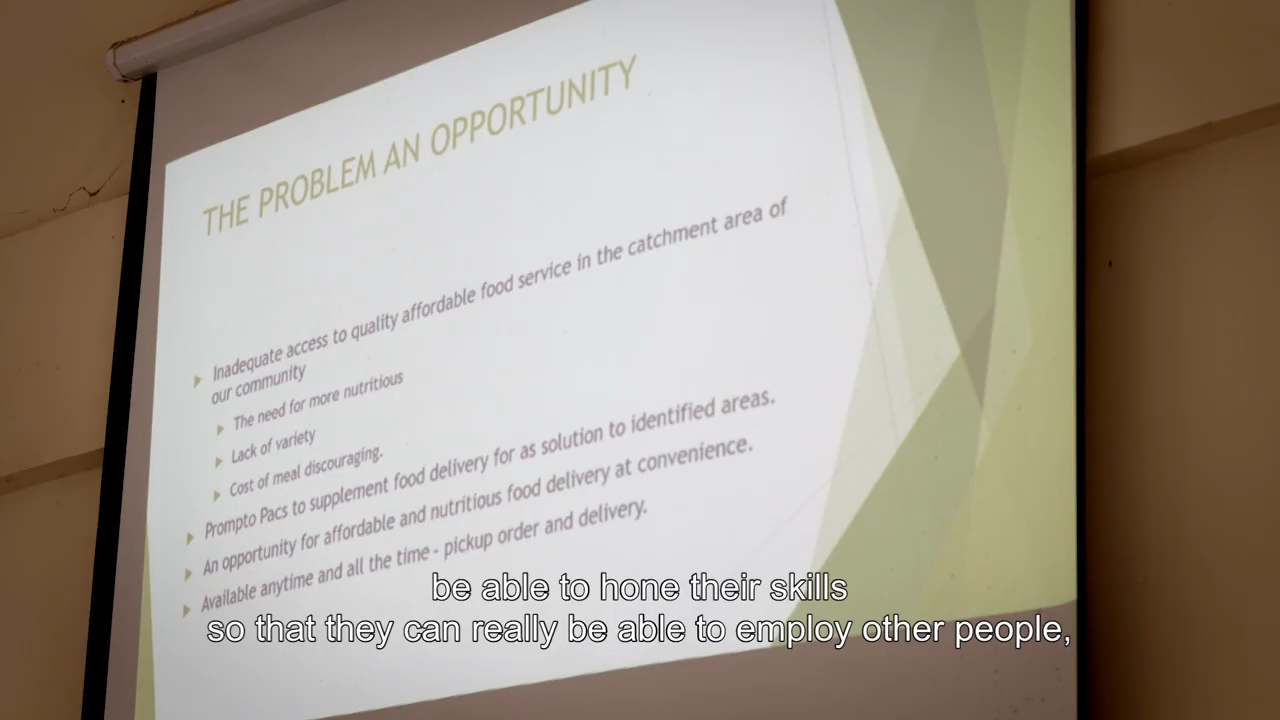 THE PROBLEM AN OPPORTUNITY
Inadequate access to quality affordable food service in the catchment area of
our community
The need for more nutritious
Lack of variety
Cost of meal discouraging.
Prompto Pacs to supplement food delivery for as solution to identified areas.
An opportunity for affordable and nutritious food delivery at convenience.
Available anytime and all the time - pickup order and delivery.
be able to hone their skills
so that they can really be able to employ other people,